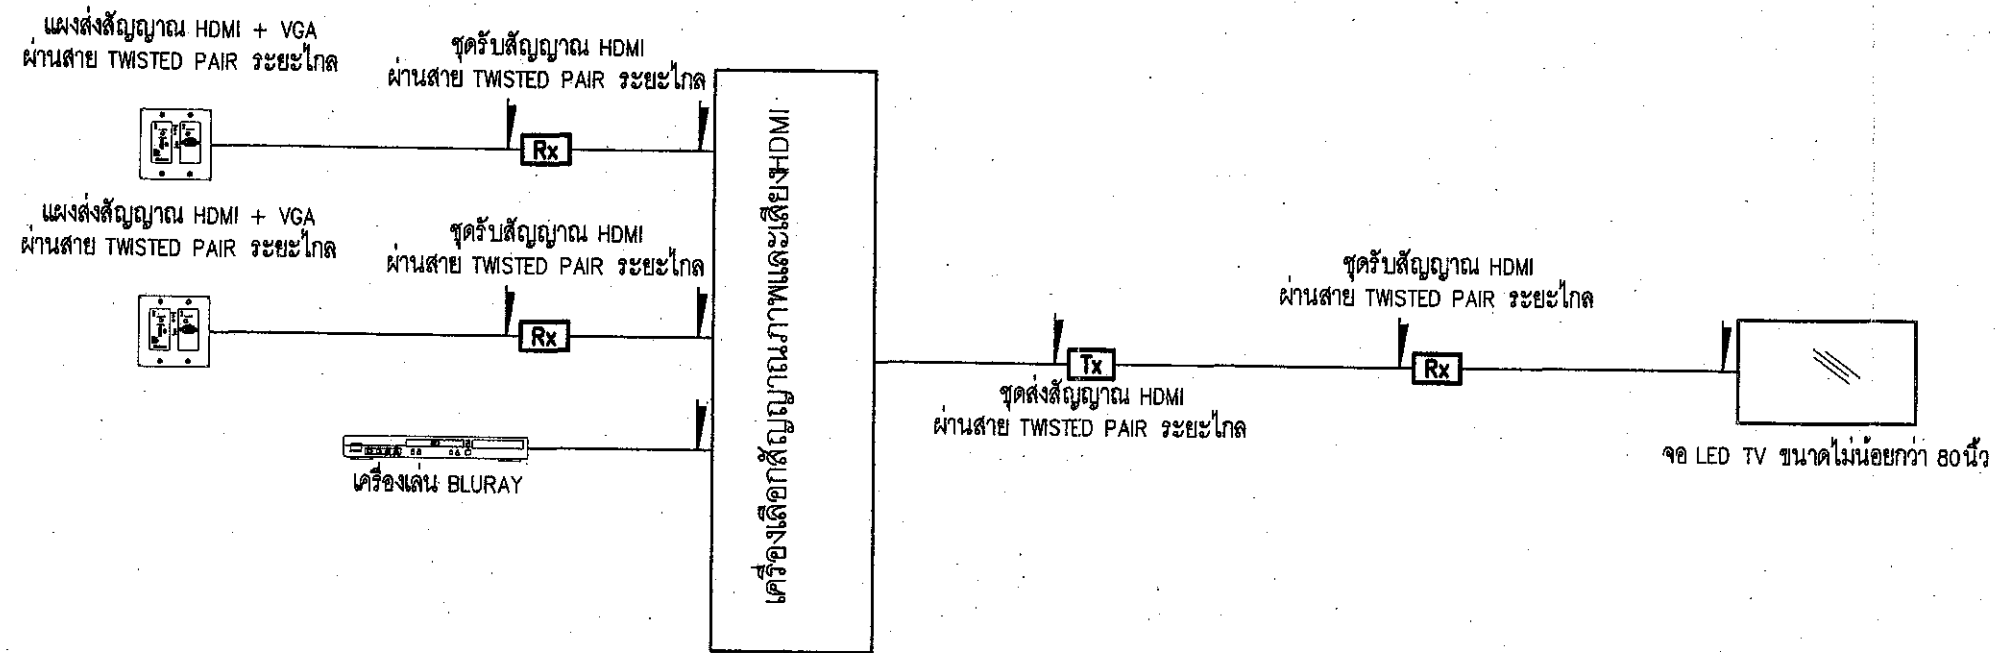 แผงส่งสัญญาณ HDMI + VGA
ผ่านสาย TWISTED PAIR ระยะไกล
ชุดรับสัญญาณ HDMI
ผ่านสาย TWISTED PAIR ระยะไกล
Rx
แผงส่งสัญญาณ HDMI + VGA
ผ่านสาย TWISTED PAIR ระยะไกล
ชุดรับสัญญาณ HDMI
ผ่านสาย TWISTED PAIR ระยะไกล
Rx
เครื่องเล่น BLURAY
เครื่องเลือกสัญญาณภาพและเสียงHDMI
Tx
ชุดส่งสัญญาณ HDMI
ผ่านสาย TWISTED PAIR ระยะไกล
ชุดรับสัญญาณ HDMI
ผ่านสาย TWISTED PAIR ระยะไกล
Rx
จอ LED TV ขนาดไม่น้อยกว่า 80นิ้ว